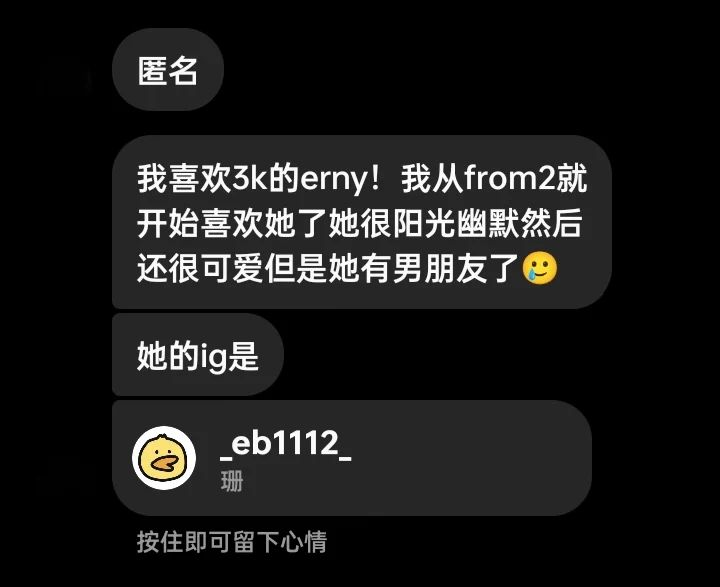 匿名
我喜欢3k的erny！我从from2就
开始喜欢她了她很阳光幽默然后
还很可爱但是她有男朋友了🥲
她的ig是
_eb1112_
珊
按住即可留下心情